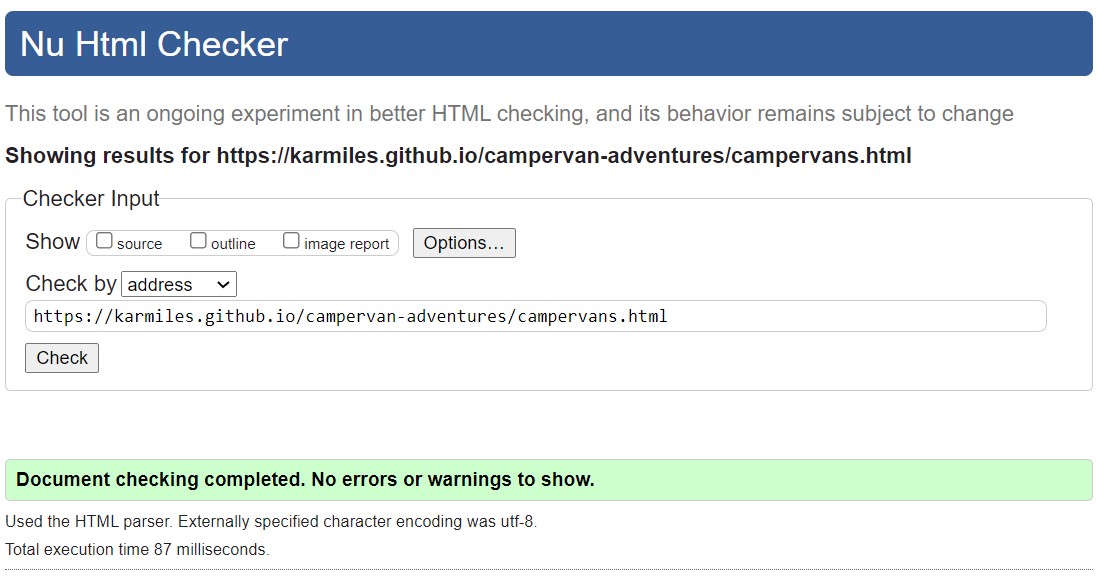 Nu Html Checker
This tool is an ongoing experiment in better HTML checking, and its behavior remains subject to change
Showing results for https://karmiles.github.io/campervan-adventures/campervans.html
Checker Input
Show source outline image report Options...
Check by address
https://karmiles.github.io/campervan-adventures/campervans.html
Check
Document checking completed. No errors or warnings to show.
Used the HTML parser. Externally specified character encoding was utf-8.
Total execution time 87 milliseconds.